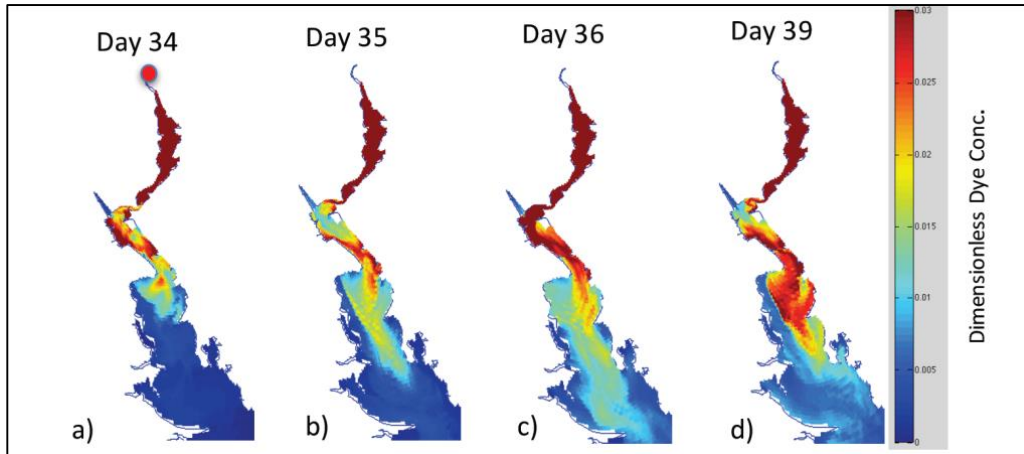 Day 34
Day 35
Day 36
Day 39
a)
b)
c)
d)
0.03
0.025
0.02
0.015
0.01
0.005
0
Dimensionless Dye Conc.